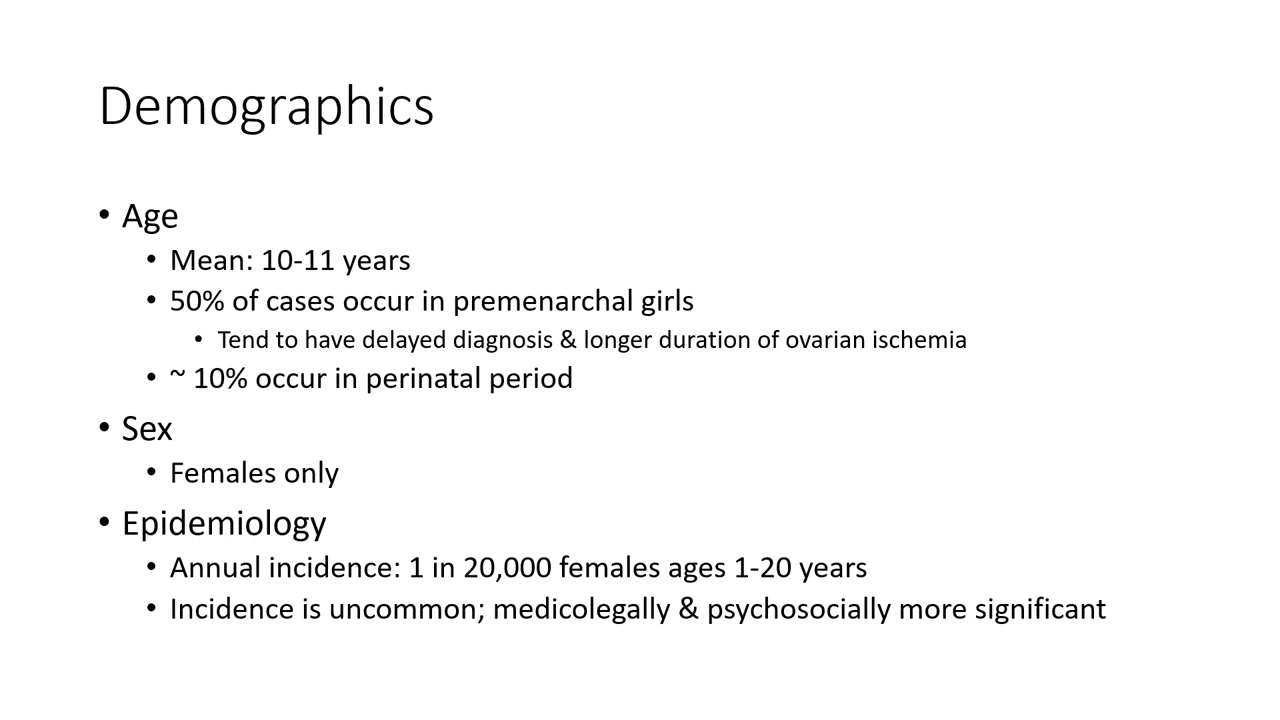 Demographics
• Age
• Mean: 10-11 years
• 50% of cases occur in premenarchal girls
• Tend to have delayed diagnosis & longer duration of ovarian ischemia
• ~ 10% occur in perinatal period
• Sex
• Females only
• Epidemiology
• Annual incidence: 1 in 20,000 females ages 1-20 years
• Incidence is uncommon; medicolegally & psychosocially more significant